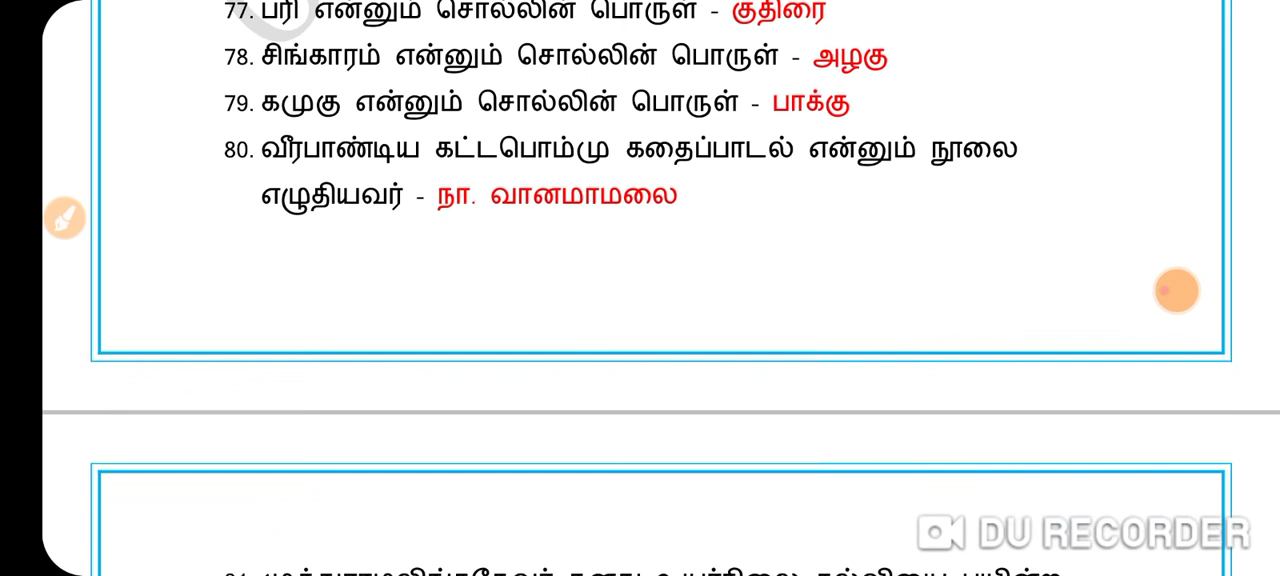 77. பரி என்னும் சொல்லின் பொருள் - குதிரை
78. சிங்காரம் என்னும் சொல்லின் பொருள் - அழகு
79. கமுகு என்னும் சொல்லின் பொருள் - பாக்கு
80. வீரபாண்டிய கட்டபொம்மு கதைப்பாடல் என்னும் நூலை
எழுதியவர் - நா. வானமாமலை
DU RECORDER